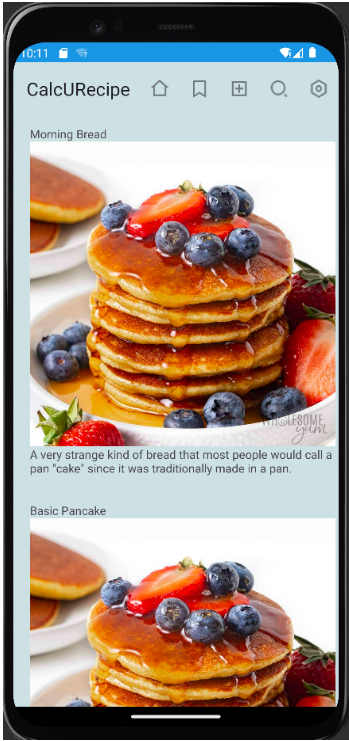 10:11
CalcURecipe
Morning Bread
WHOLESOME
yum
A very strange kind of bread that most people would call a
pan "cake" since it was traditionally made in a pan.
Basic Pancake